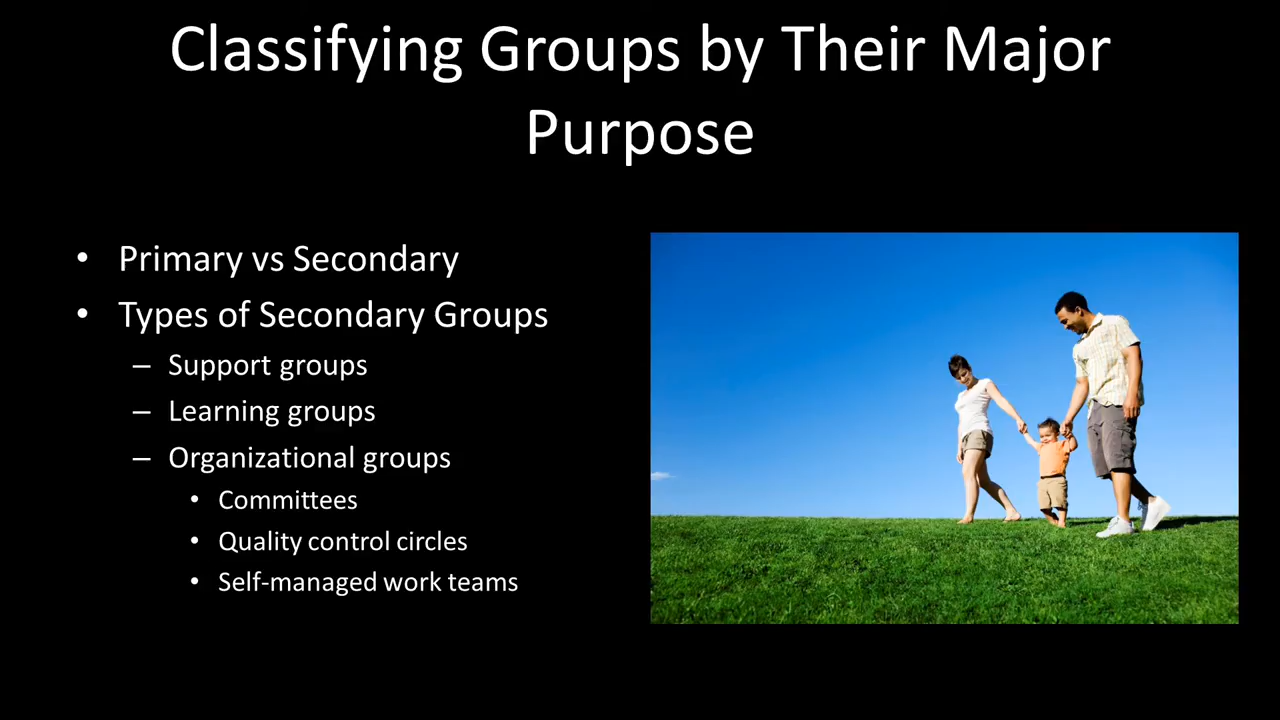 Classifying Groups by Their Major
Purpose
• Primary vs Secondary
• Types of Secondary Groups
– Support groups
– Learning groups
– Organizational groups
• Committees
• Quality control circles
• Self-managed work teams